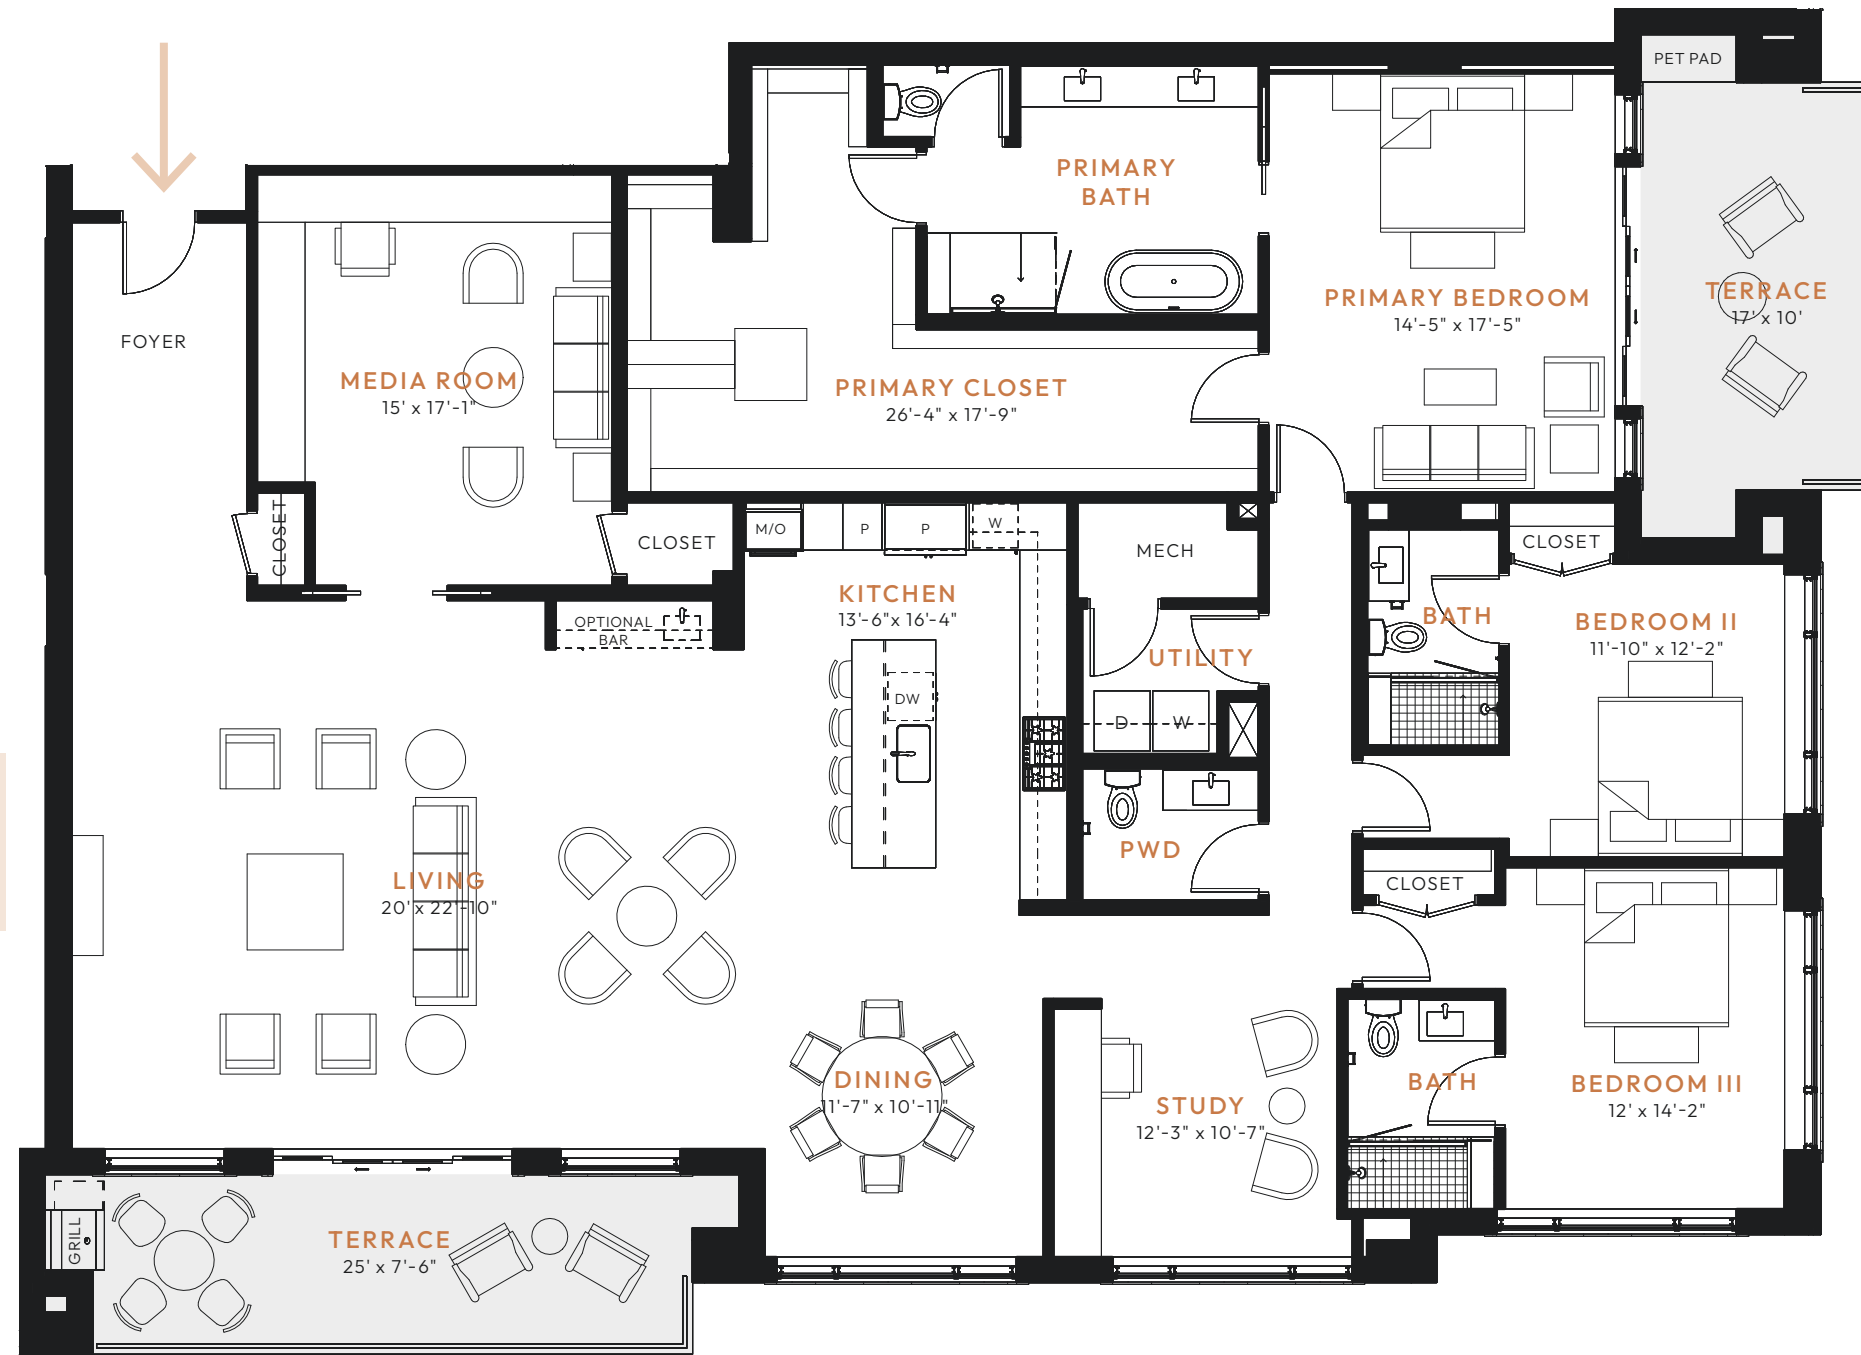 PET PAD
PRIMARY
BATH
PRIMARY BEDROOM
14'-5" x 17'-5"
TERRACE
17' x 10'
FOYER
MEDIA ROOM
15' x 17'-1"
PRIMARY CLOSET
26'-4" x 17'-9"
CLOSET
CLOSET
M/O
P
P
W
MECH
CLOSET
KITCHEN
13'-6"x 16'-4"
OPTIONAL
BAR
BATH
BEDROOM II
11'-10" x 12'-2"
UTILITY
DW
D
W
PWD
LIVING
20' x 22'-10"
CLOSET
DINING
11'-7" x 10'-11"
STUDY
12'-3" x 10'-7"
BATH
BEDROOM III
12' x 14'-2"
GRILL
TERRACE
25' x 7'-6"